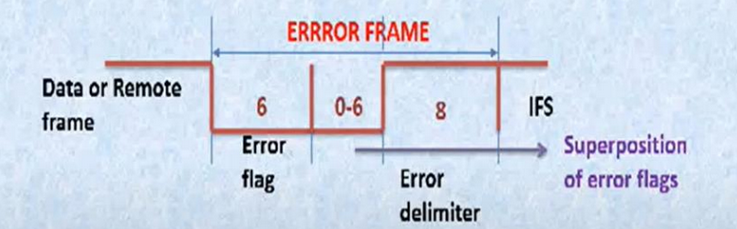 ERRROR FRAME
Data or Remote
frame
6
0-6
8
IFS
Error
flag
Error
delimiter
Superposition
of error flags